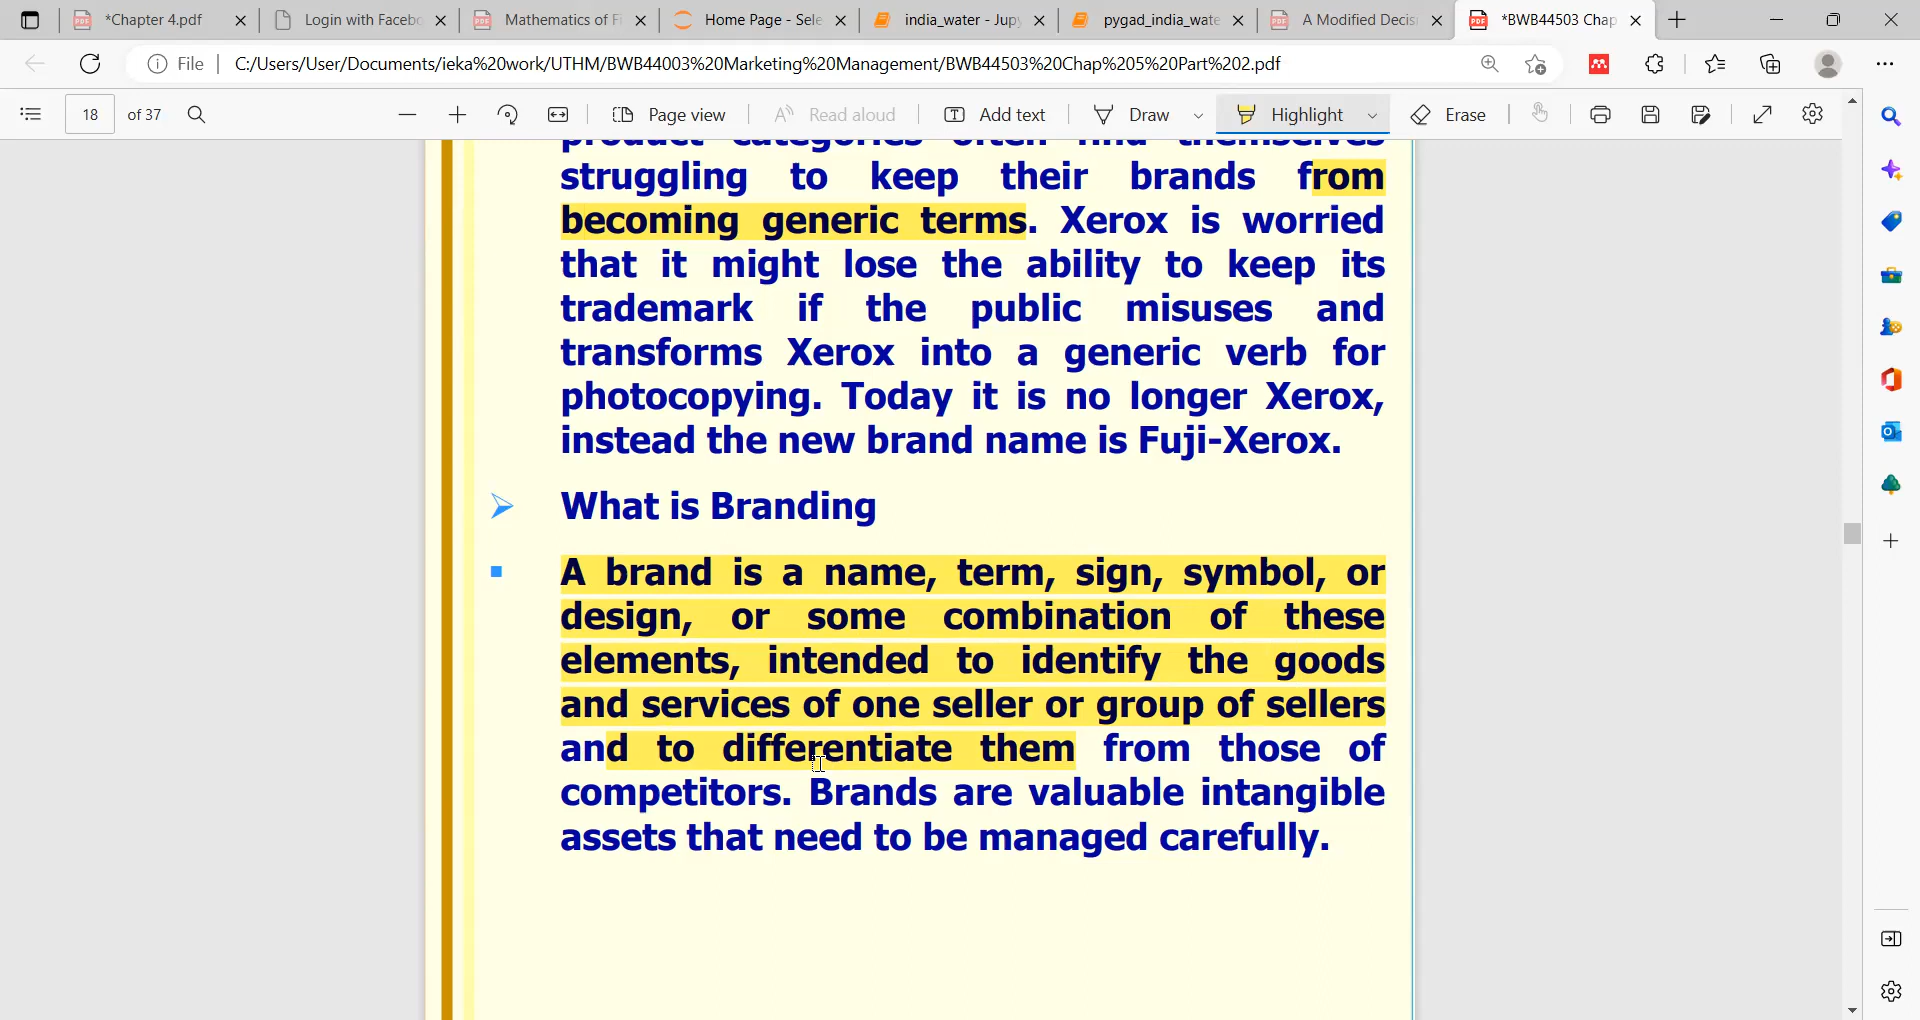 *Chapter 4.pdf
Login with Facebo
Mathematics of Fi
Home Page - Sele
india_water - Jupy
pygad_india_wate
A Modified Decis
*BWB44503 Chap
File
C:/Users/User/Documents/ieka%20work/UTHM/BWB44003%20Marketing%20Management/BWB44503%20Chap%205%20Part%202.pdf
18 of 37
Page view
Read aloud
Add text
Draw
Highlight
Erase
product categories often find themselves
struggling to keep their brands from
becoming generic terms. Xerox is worried
that it might lose the ability to keep its
trademark if the public misuses and
transforms Xerox into a generic verb for
photocopying. Today it is no longer Xerox,
instead the new brand name is Fuji-Xerox.
What is Branding
A brand is a name, term, sign, symbol, or
design, or some combination of these
elements, intended to identify the goods
and services of one seller or group of sellers
and to differentiate them from those of
competitors. Brands are valuable intangible
assets that need to be managed carefully.